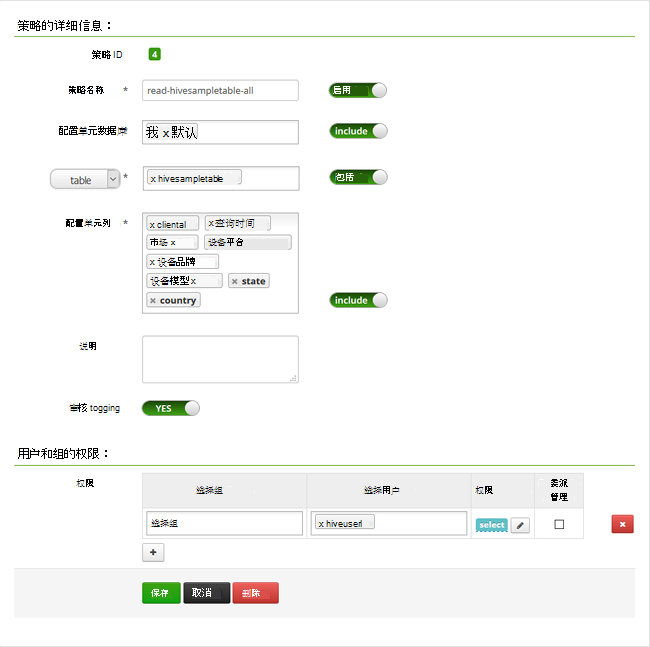 策略的详细信息：
策略 ID 4
策略名称 * read-hivesampletable-all 启用
配置单元数据库 我 x 默认 include
table * x hivesampletable 包括
配置单元列 * x cliental x 查询时间
市场 x 设备平台
x 设备品牌
设备模型 x x state
x country include
说明
审核 togging YES
用户和组的权限：
权限 选择组 选择用户 权限 委派
管理
选择组 x hiveuserl select x
+
保存 取消 删除